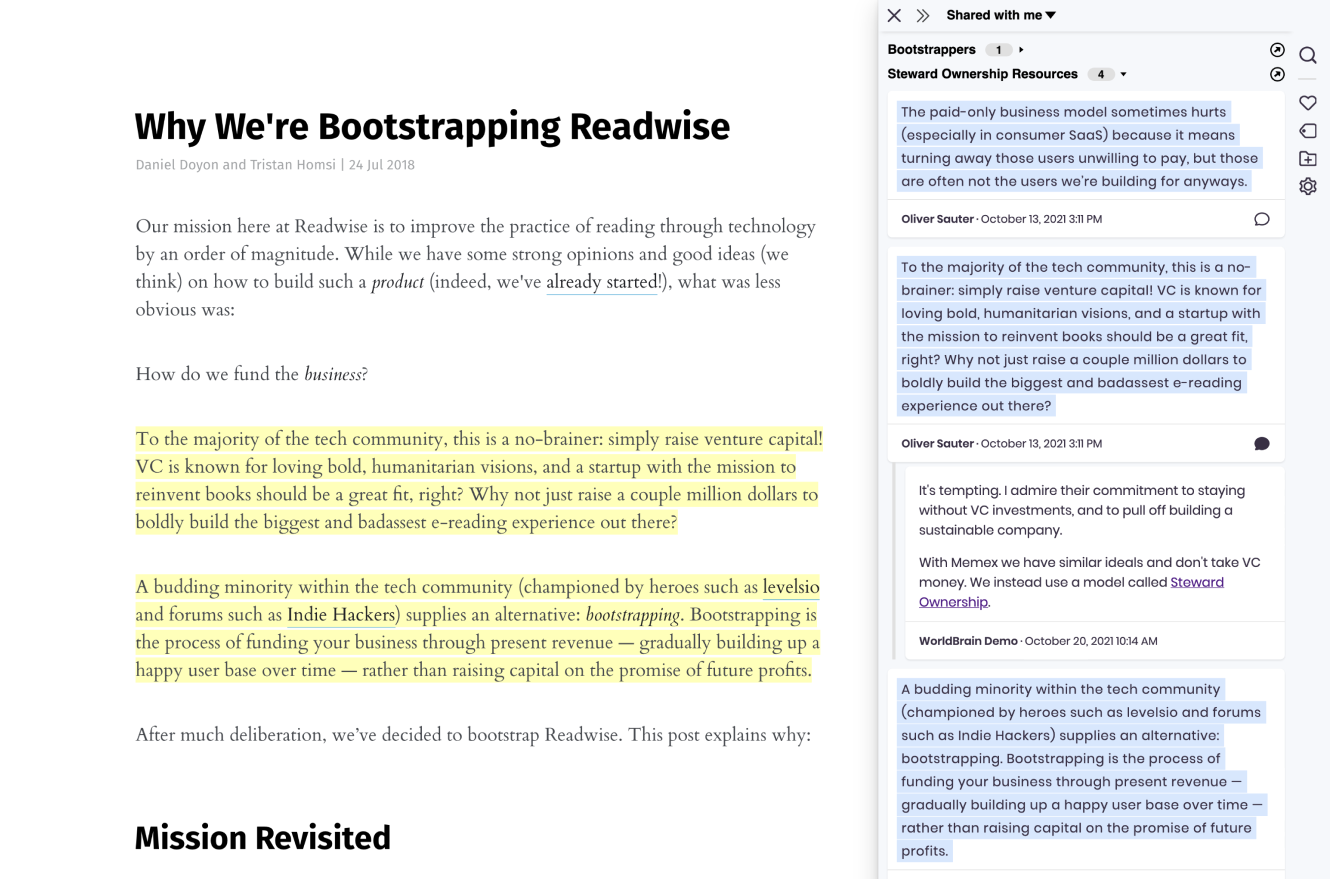 Why We're Bootstrapping Readwise
Daniel Doyon and Tristan Homsi | 24 Jul 2018
Our mission here at Readwise is to improve the practice of reading through technology
by an order of magnitude. While we have some strong opinions and good ideas (we
think) on how to build such a product (indeed, we've already started!), what was less
obvious was:
How do we fund the business?
To the majority of the tech community, this is a no-brainer: simply raise venture capital!
VC is known for loving bold, humanitarian visions, and a startup with the mission to
reinvent books should be a great fit, right? Why not just raise a couple million dollars to
boldly build the biggest and badassest e-reading experience out there?
A budding minority within the tech community (championed by heroes such as levelsio
and forums such as Indie Hackers) supplies an alternative: bootstrapping. Bootstrapping is
the process of funding your business through present revenue — gradually building up a
happy user base over time — rather than raising capital on the promise of future profits.
After much deliberation, we’ve decided to bootstrap Readwise. This post explains why:
Mission Revisited
Shared with me
Bootstrappers 1
Steward Ownership Resources 4
The paid-only business model sometimes hurts
(especially in consumer SaaS) because it means
turning away those users unwilling to pay, but those
are often not the users we’re building for anyways.
Oliver Sauter · October 13, 2021 3:11 PM
To the majority of the tech community, this is a no-
brainer: simply raise venture capital! VC is known for
loving bold, humanitarian visions, and a startup with
the mission to reinvent books should be a great fit,
right? Why not just raise a couple million dollars to
boldly build the biggest and badassest e-reading
experience out there?
Oliver Sauter · October 13, 2021 3:11 PM
It's tempting. I admire their commitment to staying
without VC investments, and to pull off building a
sustainable company.
With Memex we have similar ideals and don't take VC
money. We instead use a model called Steward
Ownership.
WorldBrain Demo · October 20, 2021 10:14 AM
A budding minority within the tech community
(championed by heroes such as levelsio and forums
such as Indie Hackers) supplies an alternative:
bootstrapping. Bootstrapping is the process of
funding your business through present revenue —
gradually building up a happy user base over time —
rather than raising capital on the promise of future
profits.